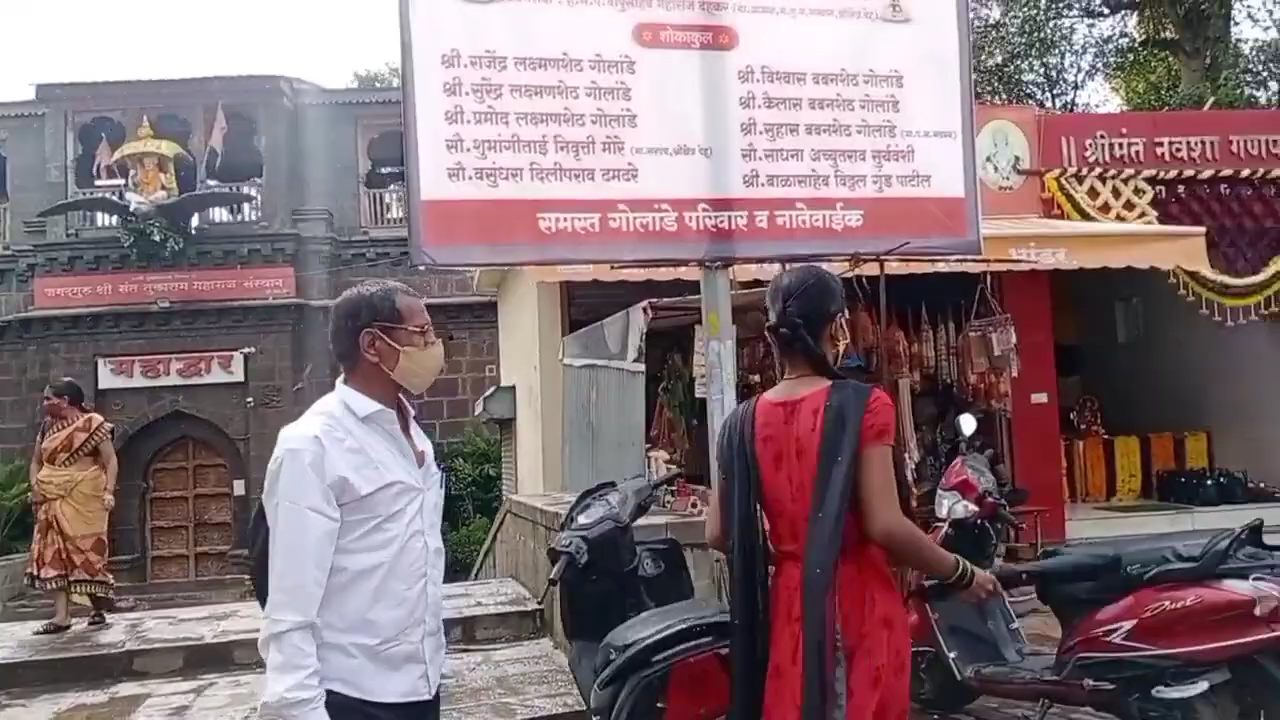 शोकाकुल
श्री.राजेंद्र लक्ष्मणशेठ गोलांडे
श्री.सुरेंद्र लक्ष्मणशेठ गोलांडे
श्री.प्रमोद लक्ष्मणशेठ गोलांडे
सौ.शुभांगीताई निवृत्ती मोरे
सौ.वसुंधरा दिलीपराव ढमढेरे
श्री.विश्वास बबनशेठ गोलांडे
श्री.कैलास बबनशेठ गोलांडे
श्री.सुहास बबनशेठ गोलांडे
सौ.साधना अच्युतराव सुर्यवंशी
श्री.बाळासाहेब विठ्ठल गुंड पाटील
समस्त गोलांडे परिवार व नातेवाईक
जगद्गुरु श्री संत तुकाराम महाराज संस्थान
महाद्वार
॥ श्रीमंत नवशा गणप
भांडार
Duet